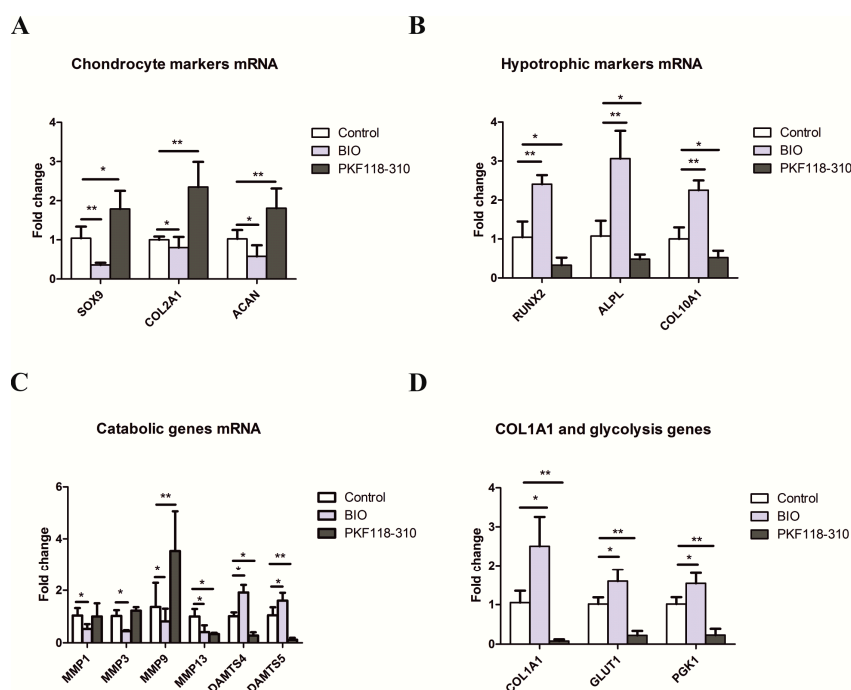 A
Chondrocyte markers mRNA
Fold change
4
3
2
1
0
*
**
**
*
**
*
SOX9
COL2A1
ACAN
Control
BIO
PKF118-310
B
Hypotrophic markers mRNA
Fold change
4
3
2
1
0
*
**
*
**
*
**
RUNX2
ALPL
COL10A1
Control
BIO
PKF118-310
C
Catabolic genes mRNA
Fold change
6
4
2
0
*
*
**
*
*
*
*
*
**
*
MMP1
MMP3
MMP9
MMP13
DAMTS4
DAMTS5
Control
BIO
PKF118-310
D
COL1A1 and glycolysis genes
Fold change
4
3
2
1
0
**
*
**
*
**
*
COL1A1
GLUT1
PGK1
Control
BIO
PKF118-310